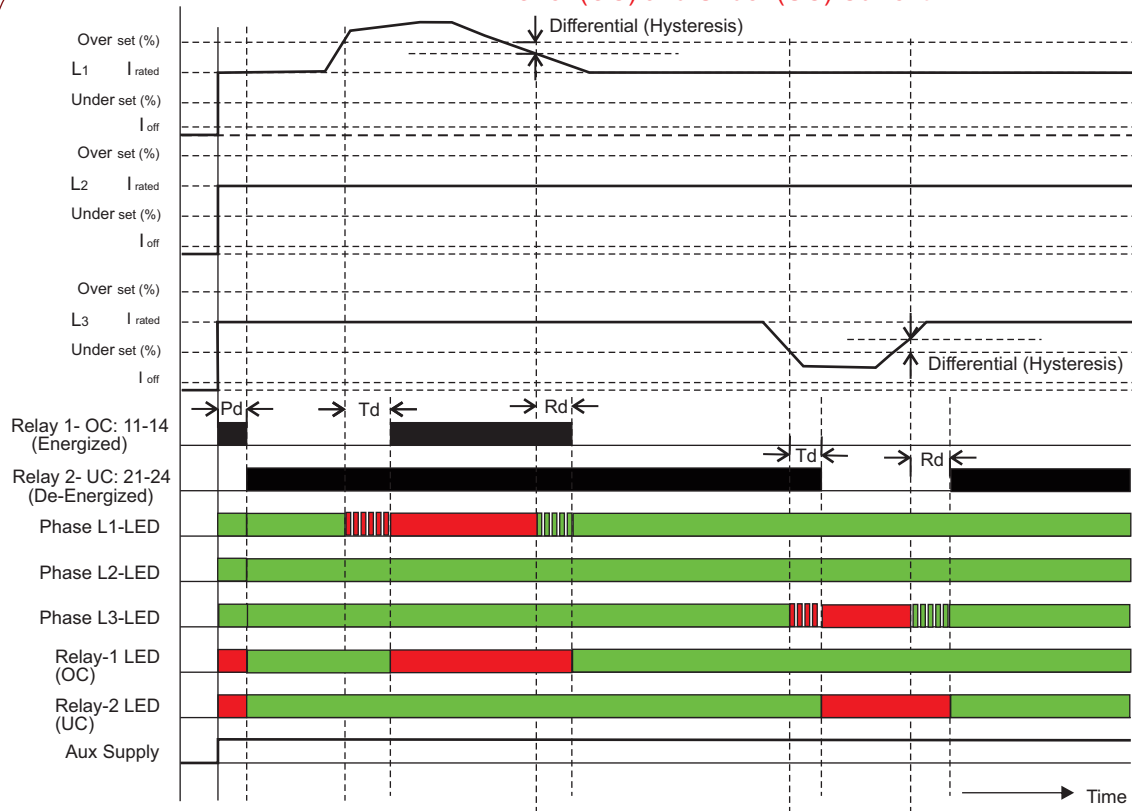 Differential (Hysteresis)
Over set (%)
L1 I rated
Under set (%)
I off
Over set (%)
L2 I rated
Under set (%)
I off
Over set (%)
L3 I rated
Under set (%)
I off
Differential (Hysteresis)
Pd
Td
Rd
Relay 1- OC: 11-14
(Energized)
Td
Rd
Relay 2- UC: 21-24
(De-Energized)
Phase L1-LED
Phase L2-LED
Phase L3-LED
Relay-1 LED
(OC)
Relay-2 LED
(UC)
Aux Supply
Time